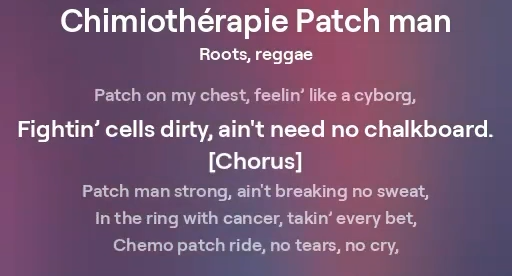 Chimiothérapie Patch man
Roots, reggae
Patch on my chest, feelin’ like a cyborg,
Fightin’ cells dirty, ain't need no chalkboard.
[Chorus]
Patch man strong, ain't breaking no sweat,
In the ring with cancer, takin’ every bet,
Chemo patch ride, no tears, no cry,